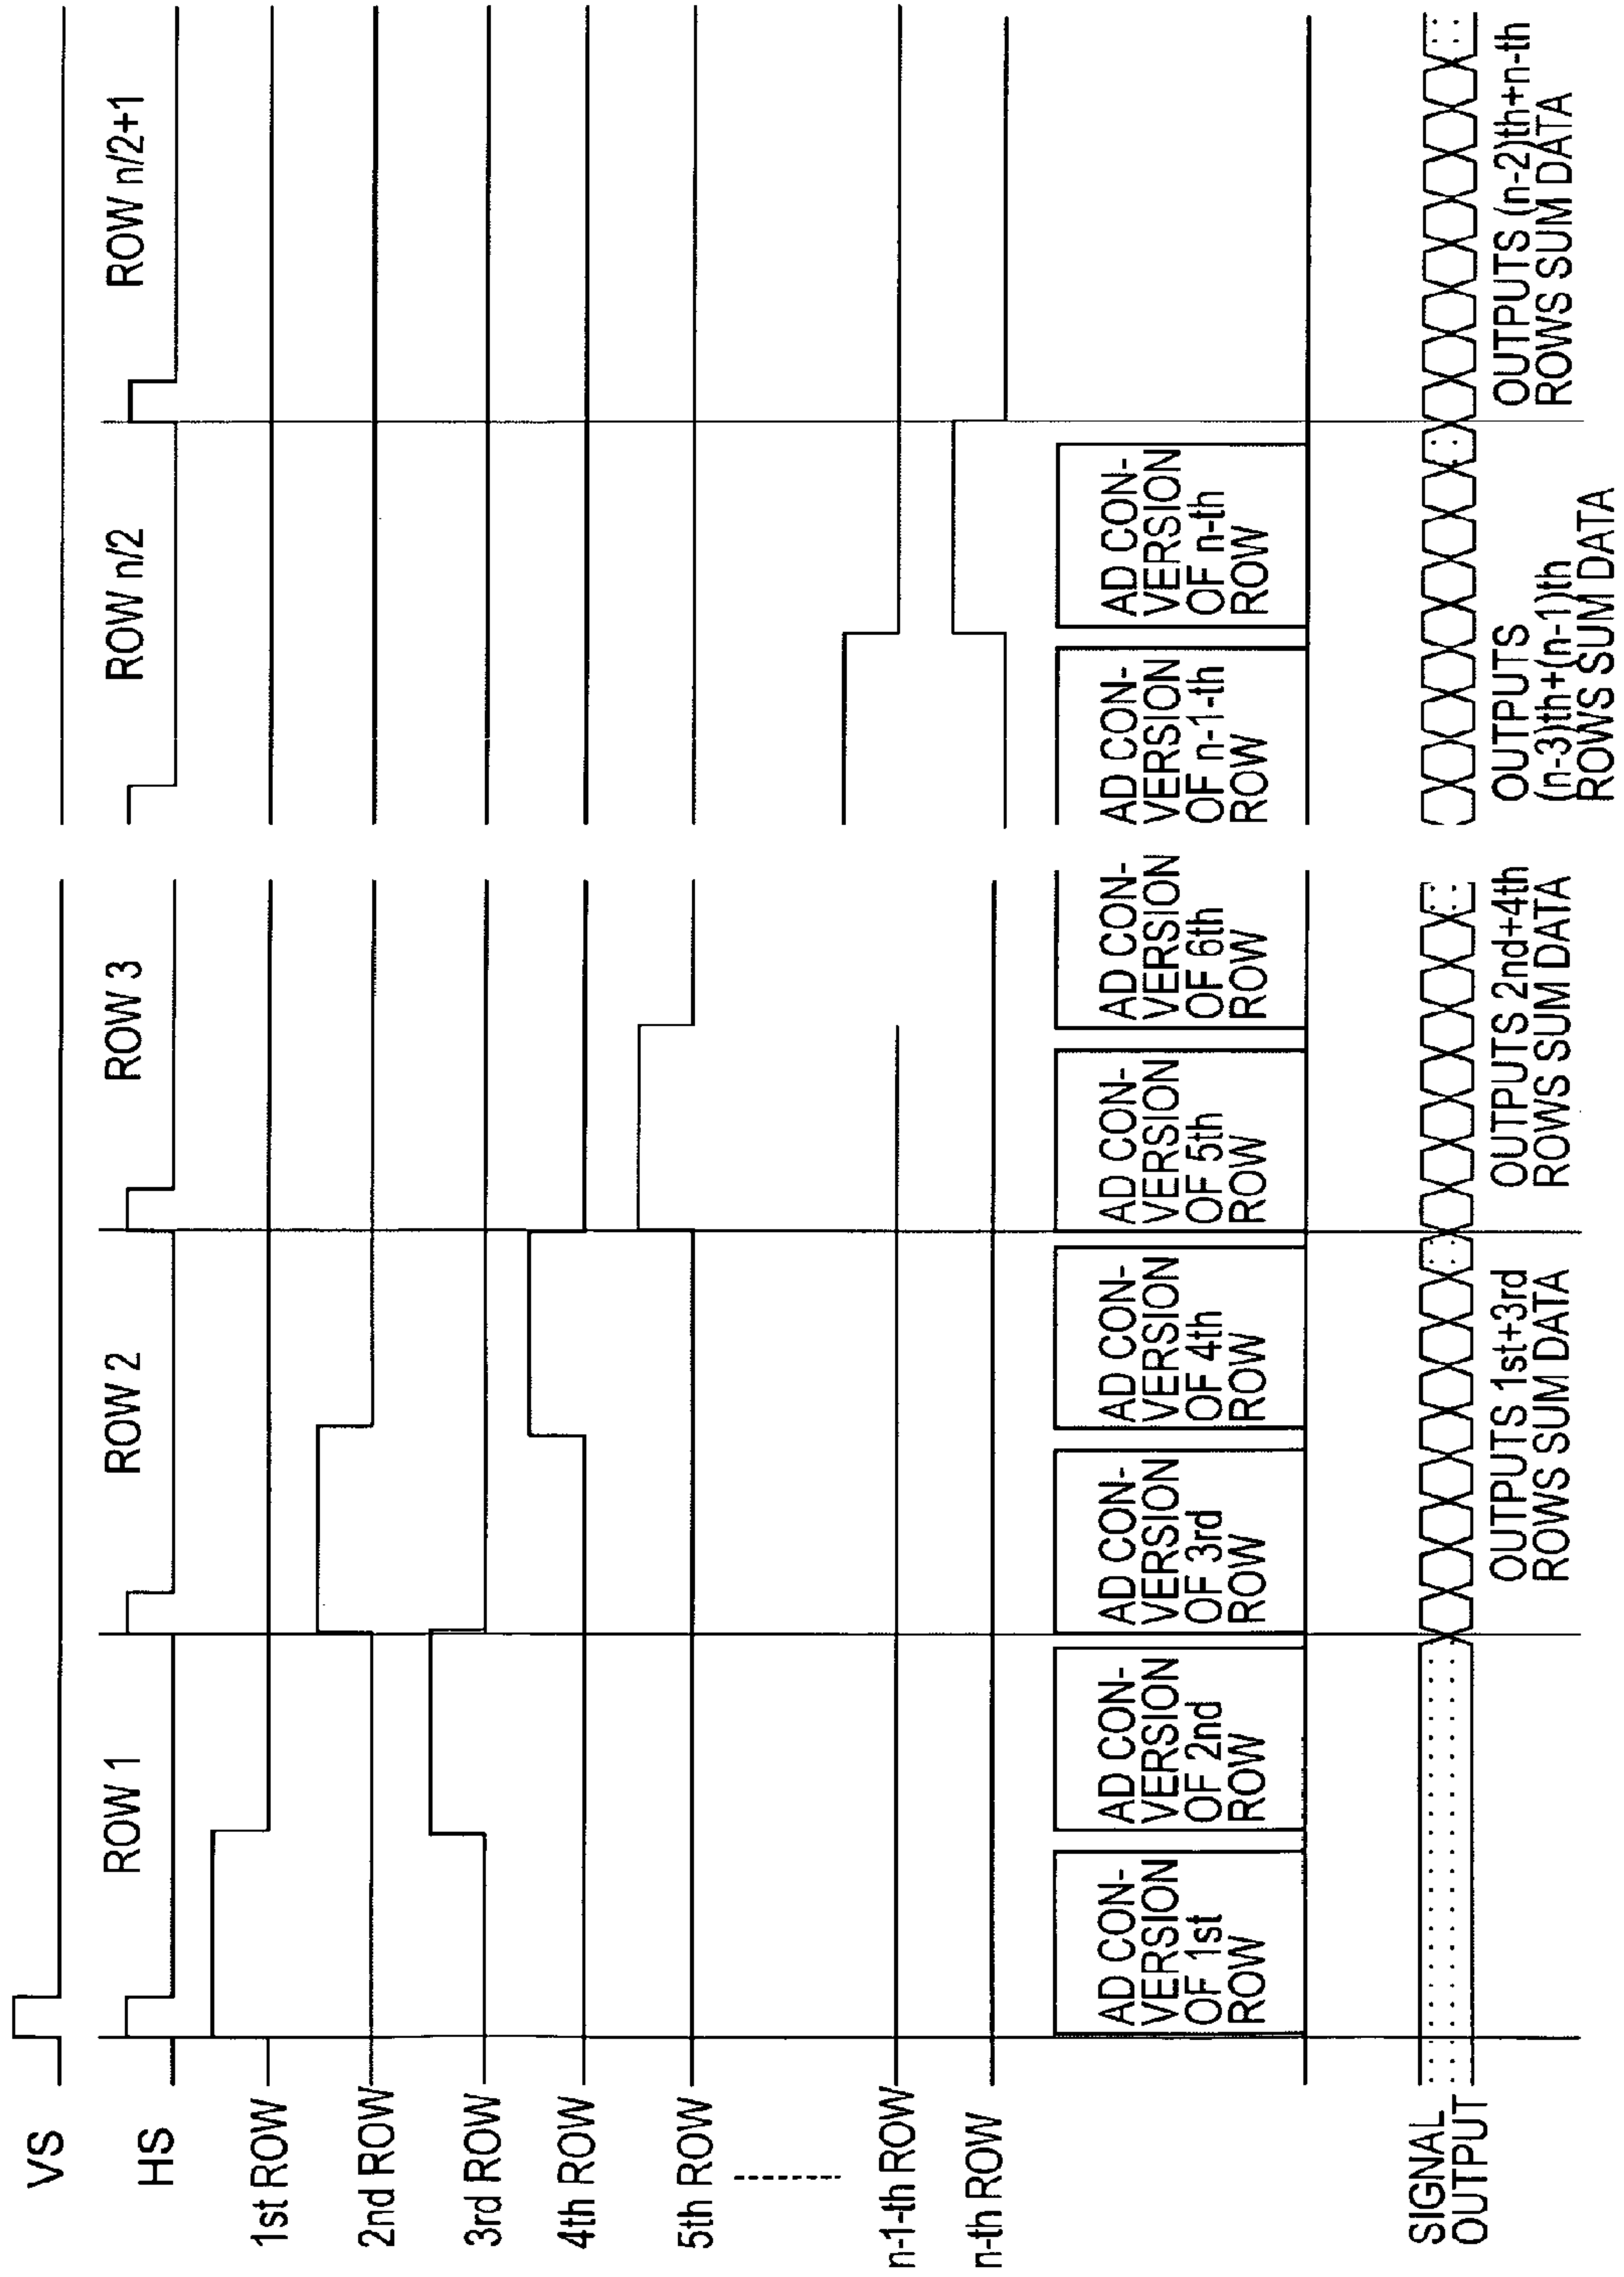 VS
HS
ROW 1
ROW 2
ROW 3
ROW n/2
ROW n/2+1
1st ROW
2nd ROW
3rd ROW
4th ROW
5th ROW
n-1-th ROW
n-th ROW
AD CON-
VERSION
OF 1st
ROW
AD CON-
VERSION
OF 2nd
ROW
AD CON-
VERSION
OF 3rd
ROW
AD CON-
VERSION
OF 4th
ROW
AD CON-
VERSION
OF 5th
ROW
AD CON-
VERSION
OF 6th
ROW
AD CON-
VERSION
OF n-1-th
ROW
AD CON-
VERSION
OF n-th
ROW
SIGNAL
OUTPUT
OUTPUTS 1st+3rd
ROWS SUM DATA
OUTPUTS 2nd+4th
ROWS SUM DATA
OUTPUTS
(n-3)th+(n-1)th
ROWS SUM DATA
OUTPUTS (n-2)th+n-th
ROWS SUM DATA